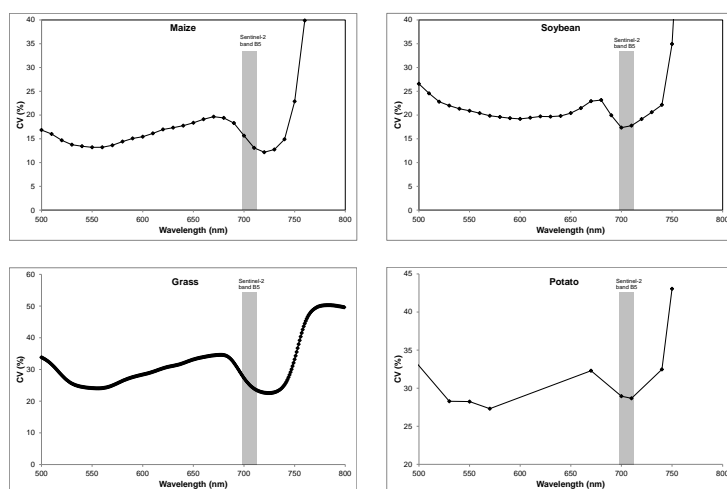 Maize
Sentinel-2
band B5
CV (%)
40
35
30
25
20
15
10
5
0
500
550
600
650
700
750
800
Wavelength (nm)
Soybean
Sentinel-2
band B5
CV (%)
40
35
30
25
20
15
10
5
0
500
550
600
650
700
750
800
Wavelength (nm)
Grass
Sentinel-2
band B5
CV (%)
60
50
40
30
20
10
0
500
550
600
650
700
750
800
Wavelength (nm)
Potato
Sentinel-2
band B5
CV (%)
45
40
35
30
25
20
500
550
600
650
700
750
800
Wavelength (nm)